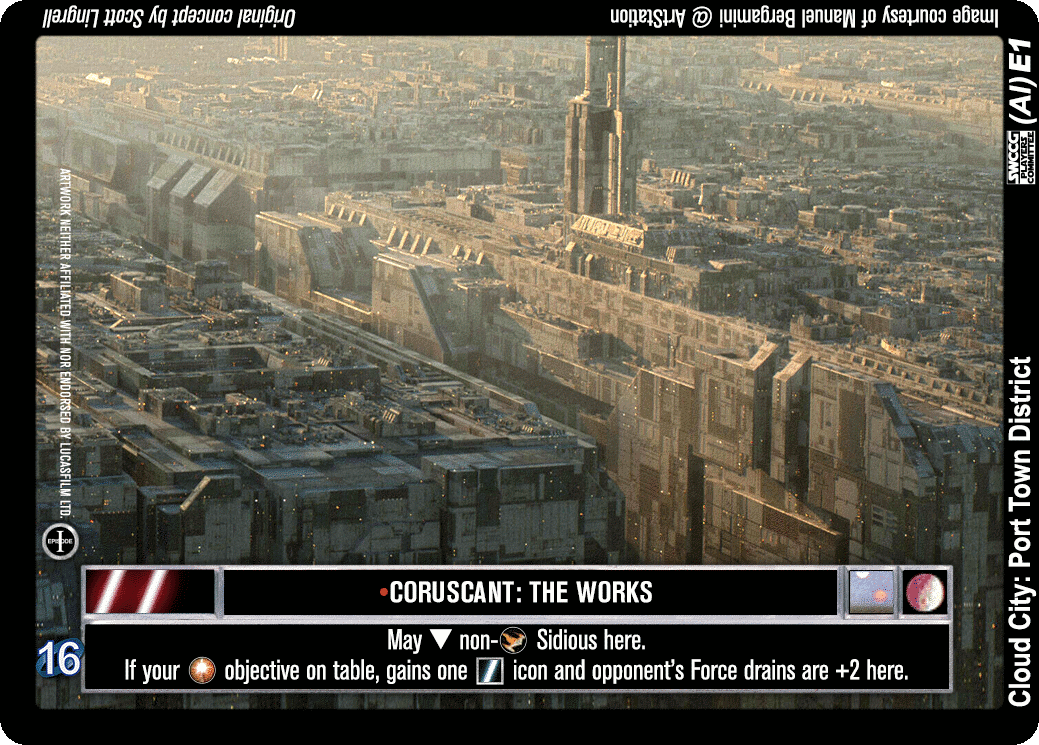 Original concept by Scott Lingrell
Image courtesy of Manuel Bergamini @ ArtStation
(AI) E1
SWCCG
PLAYERS
COMMITTEE
Cloud City: Port Town District
ARTWORK NEITHER AFFILIATED WITH NOR ENDORSED BY LUCASFILM LTD.
EPISODE
I
•CORUSCANT: THE WORKS
May ▼ non- Sidious here.
If your objective on table, gains one icon and opponent's Force drains are +2 here.
16